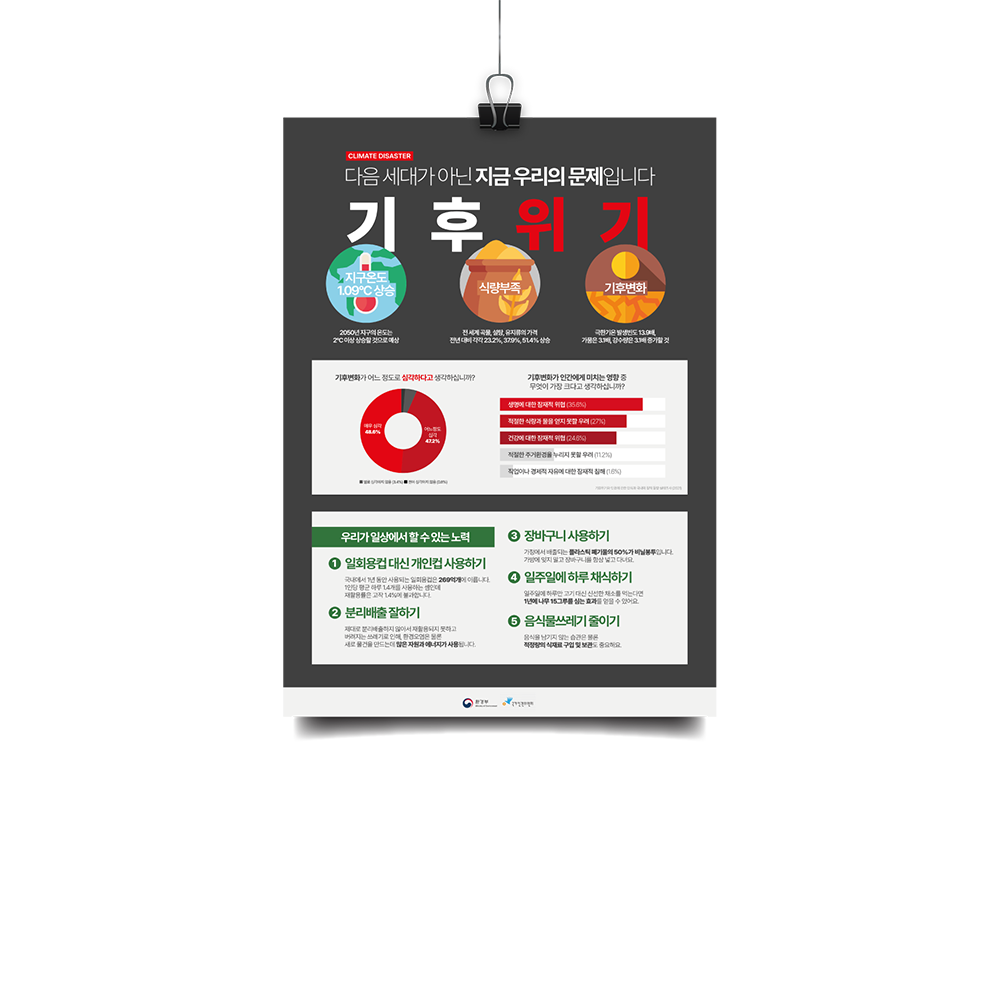 CLIMATE DISASTER
다음 세대가 아닌 지금 우리의 문제입니다
기후위기
지구온도
1.09°C 상승
식량부족
기후변화
2050년 지구의 온도는
2°C 이상 상승할 것으로 예상
전 세계 곡물, 설탕, 유지류의 가격
전년 대비 각각 23.2%, 37.9%, 51.4% 상승
극한기온 발생빈도 13.9배,
가뭄은 3.1배, 강수량은 3.1배 증가할 것
기후변화가 어느 정도로 심각하다고 생각하십니까?
매우 심각
48.6%
어느정도
심각
47.2%
기후변화가 인간에게 미치는 영향 중
무엇이 가장 크다고 생각하십니까?
생명에 대한 잠재적 위협 (35.8%)
적절한 식량과 물을 얻지 못할 우려 (27%)
건강에 대한 잠재적 위협 (24.8%)
적절한 주거환경을 누리지 못할 우려 (11.2%)
직업이나 경제적 자유에 대한 잠재적 침해 (1.6%)
우리가 일상에서 할 수 있는 노력
1 일회용컵 대신 개인컵 사용하기
국내에서 1년 동안 사용되는 일회용컵은 269억개에 이릅니다.
1인당 평균 하루 1.4개를 사용하는 셈인데
재활용률은 고작 1.4%에 불과합니다.
2 분리배출 잘하기
제대로 분리배출하지 않아서 재활용되지 못하고
버려지는 쓰레기로 인해, 환경오염은 물론
새로 물건을 만드는데 많은 자원과 에너지가 사용됩니다.
3 장바구니 사용하기
가정에서 배출되는 플라스틱 폐기물의 50%가 비닐봉투입니다.
가방에 잊지 말고 장바구니를 항상 넣고 다녀요.
4 일주일에 하루 채식하기
일주일에 하루만 고기 대신 신선한 채소를 먹는다면
1년에 나무 15그루를 심는 효과를 얻을 수 있어요.
5 음식물쓰레기 줄이기
음식을 남기지 않는 습관은 물론
적정량의 식재료 구입 및 보관도 중요해요.
환경부
국가인권위원회